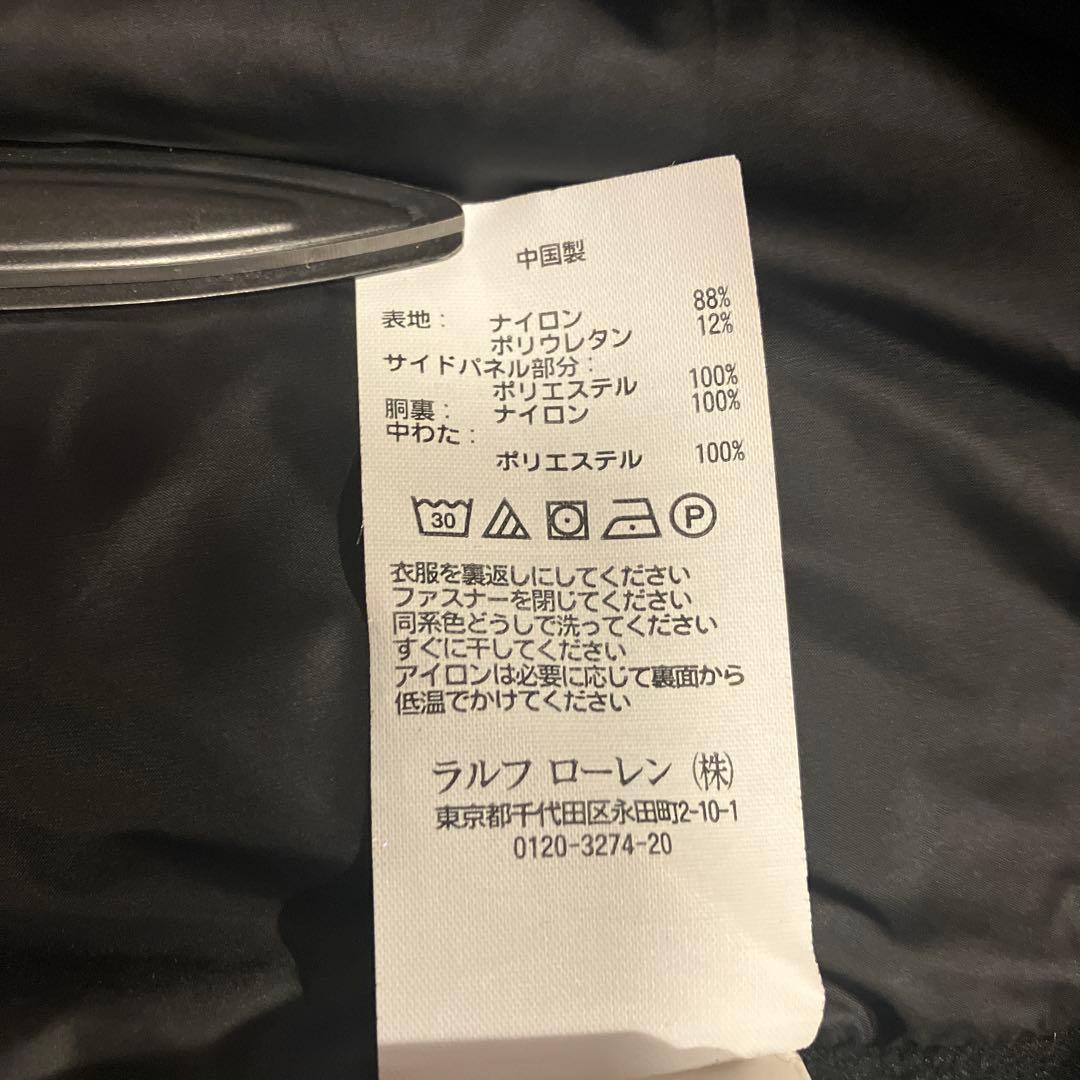 中国製
表地: ナイロン 88%
ポリウレタン 12%
サイドパネル部分:
ポリエステル 100%
胴裏: ナイロン 100%
中わた:
ポリエステル 100%
30 P
衣服を裏返しにしてください
ファスナーを閉じてください
同系色どうしで洗ってください
すぐに干してください
アイロンは必要に応じて裏面から
低温でかけてください
ラルフ ローレン (株)
東京都千代田区永田町2-10-1
0120-3274-20